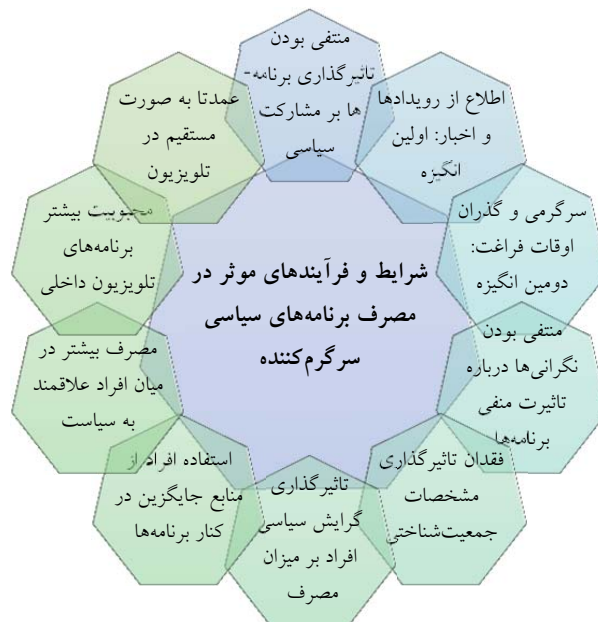 شرایط و فرآیندهای موثر در
مصرف برنامه‌های سیاسی
سرگرم‌کننده
منتفی بودن
تاثیرگذاری برنامه-
ها بر مشارکت
سیاسی
اطلاع از رویدادها
و اخبار: اولین
انگیزه
سرگرمی و گذران
اوقات فراغت:
دومین انگیزه
منتفی بودن
نگرانی‌ها درباره
تاثیرت منفی
برنامه‌ها
فقدان تاثیرگذاری
مشخصات
جمعیت‌شناختی
تاثیرگذاری
گرایش سیاسی
افراد بر میزان
مصرف
استفاده افراد از
منابع جایگزین در
کنار برنامه‌ها
مصرف بیشتر در
میان افراد علاقمند
به سیاست
محبوبیت بیشتر
برنامه‌های
تلویزیون داخلی
عمدتا به صورت
مستقیم در
تلویزیون